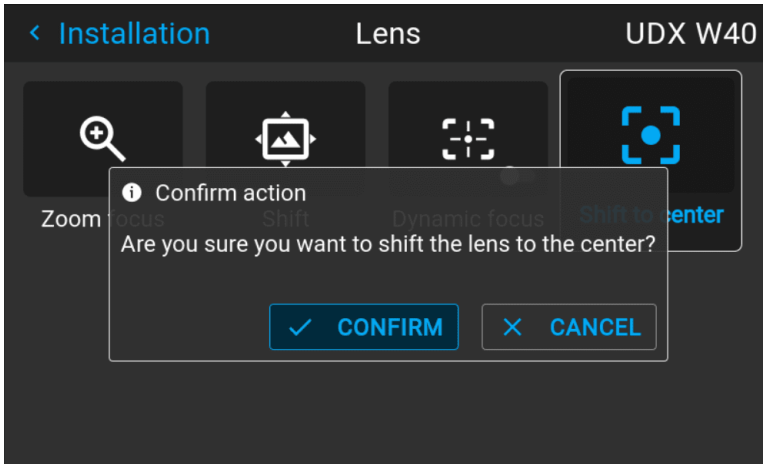 Installation
Lens
UDX W40
Confirm action
Zoom focus
Shift
Dynamic focus
Shift to center
Are you sure you want to shift the lens to the center?
CONFIRM
CANCEL